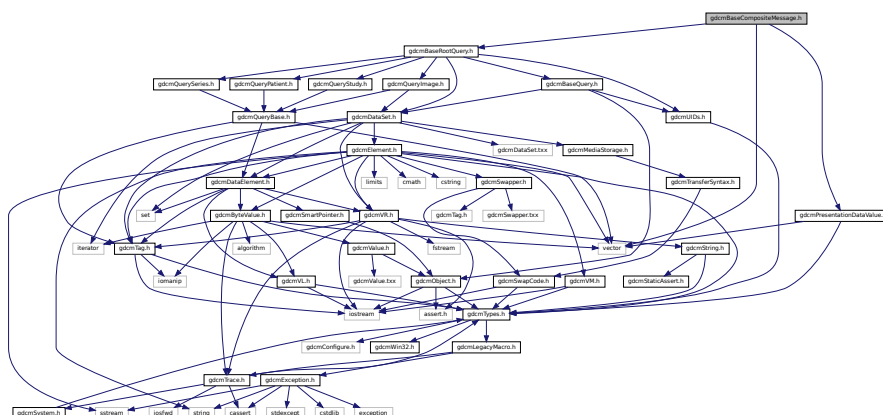 gdcmBaseCompositeMessage.h
gdcmBaseRootQuery.h
gdcmQuerySeries.h
gdcmQueryPatient.h
gdcmQueryStudy.h
gdcmQueryImage.h
gdcmBaseQuery.h
gdcmQueryBase.h
gdcmDataSet.h
gdcmUIDs.h
gdcmElement.h
gdcmDataSet.txx
gdcmMediaStorage.h
gdcmDataElement.h
limits
cmath
cstring
gdcmSwapper.h
gdcmTransferSyntax.h
set
gdcmByteValue.h
gdcmSmartPointer.h
gdcmVR.h
gdcmTag.h
gdcmSwapper.txx
gdcmPresentationDataValue.h
iterator
gdcmTag.h
algorithm
gdcmValue.h
fstream
vector
gdcmString.h
iomanip
gdcmVL.h
gdcmValue.txx
gdcmObject.h
gdcmSwapCode.h
gdcmVM.h
gdcmStaticAssert.h
iostream
assert.h
gdcmTypes.h
gdcmConfigure.h
gdcmWin32.h
gdcmLegacyMacro.h
gdcmTrace.h
gdcmException.h
gdcmSystem.h
sstream
iosfwd
string
cassert
stdexcept
cstdlib
exception